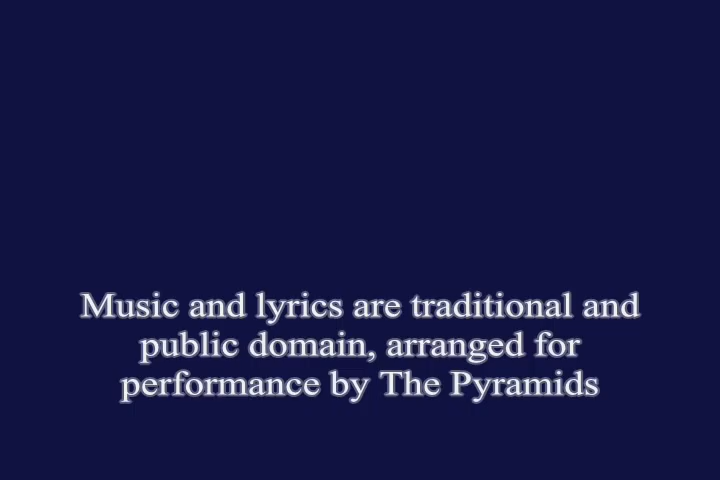 Music and lyrics are traditional and
public domain, arranged for
performance by The Pyramids